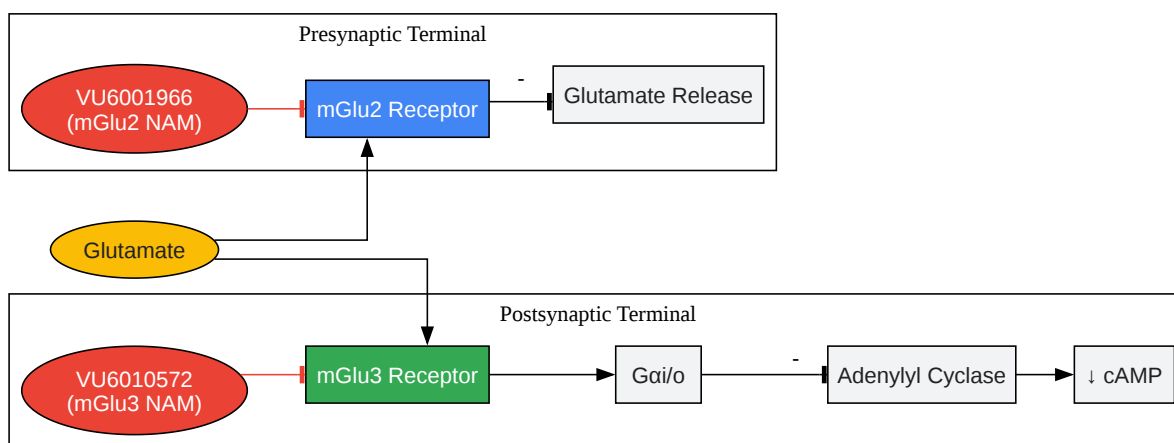 Presynaptic Terminal
VU6001966
(mGlu2 NAM)
mGlu2 Receptor
-
Glutamate Release
Glutamate
Postsynaptic Terminal
VU6010572
(mGlu3 NAM)
mGlu3 Receptor
Gαi/o
-
Adenylyl Cyclase
↓ cAMP